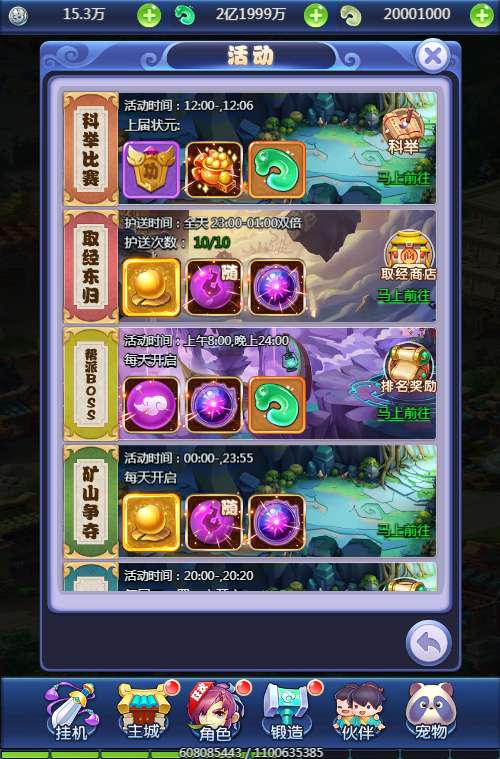 15.3万
2亿1999万
20001000
活动
科举比赛
活动时间：12:00-,12:06
上届状元:
科举
马上前往
取经东归
护送时间：全天 23:00-01:00双倍
护送次数： 10/10
随
取经商店
马上前往
帮派BOSS
活动时间：上午8:00,晚上24:00
每天开启
排名奖励
马上前往
矿山争夺
活动时间：00:00-,23:55
每天开启
随
马上前往
活动时间：20:00-,20:20
挂机
主城
角色
锻造
伙伴
宠物
608085443 / 1100635385